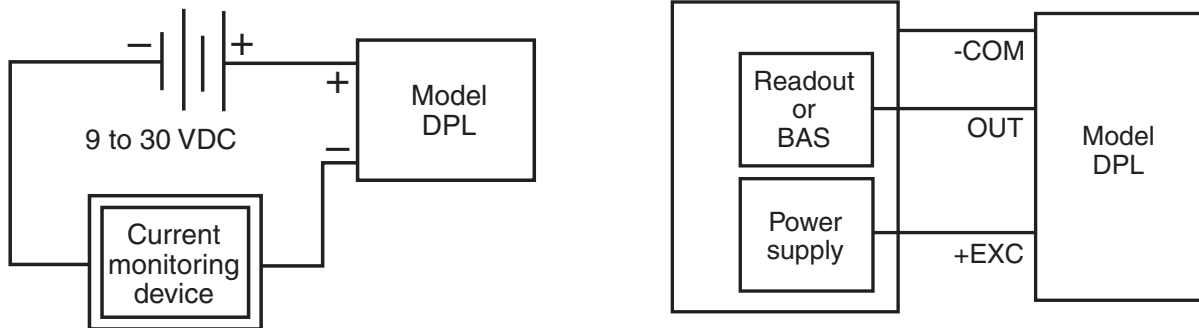 −
+
+
Model
DPL
9 to 30 VDC
−
Current
monitoring
device
Readout
or
BAS
Power
supply
-COM
OUT
+EXC
Model
DPL